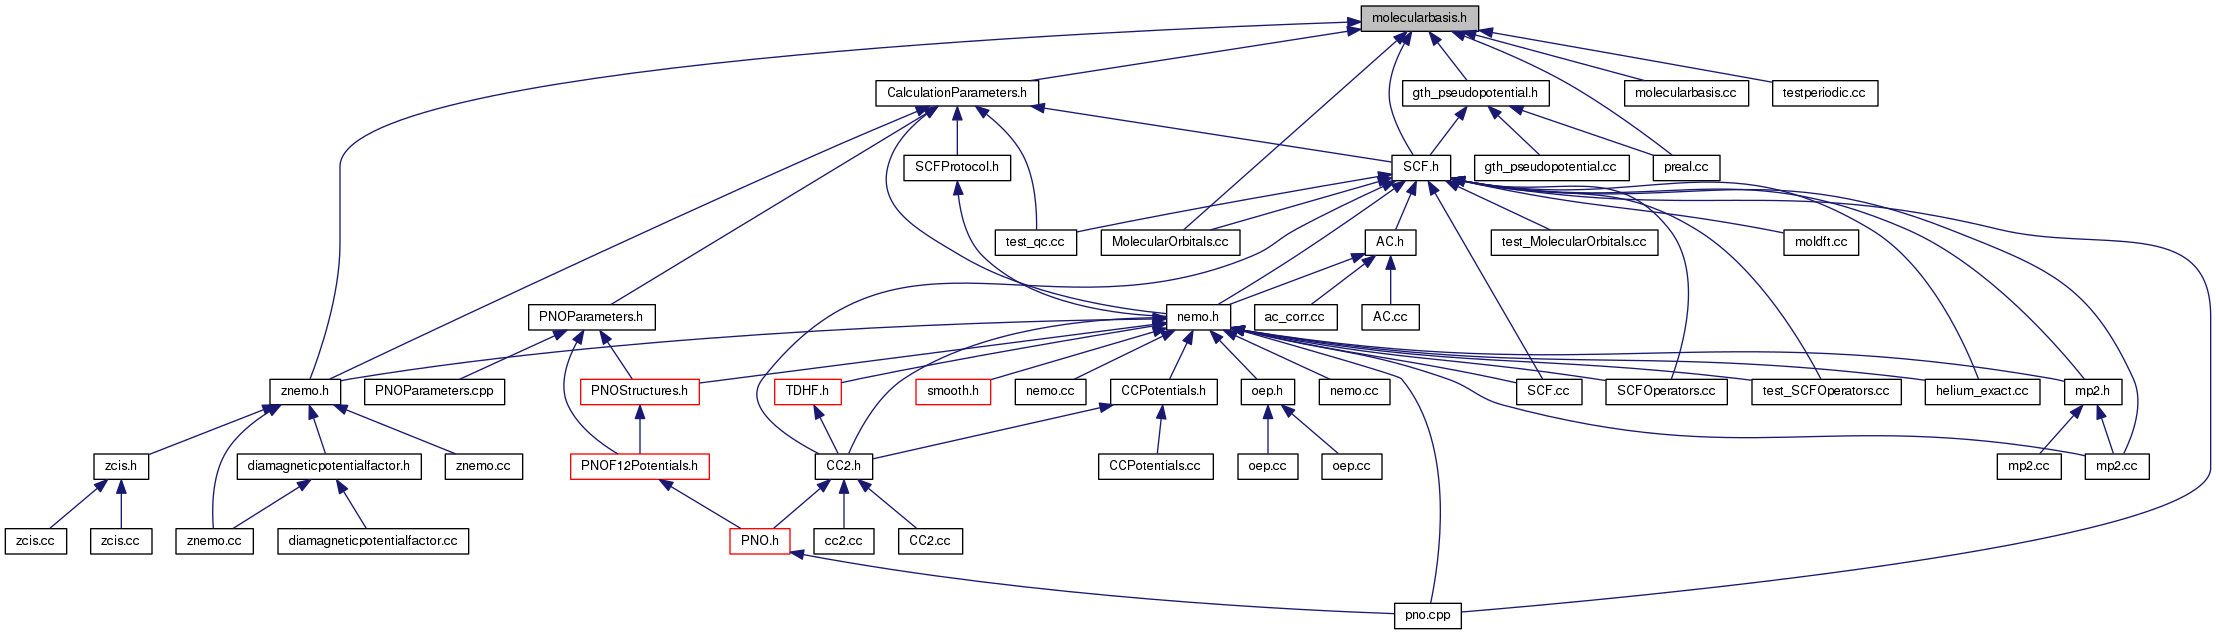 molecularbasis.h
CalculationParameters.h
gth_pseudopotential.h
molecularbasis.cc
testperiodic.cc
SCFProtocol.h
SCF.h
gth_pseudopotential.cc
preal.cc
test_qc.cc
MolecularOrbitals.cc
AC.h
test_MolecularOrbitals.cc
moldft.cc
PNOParameters.h
nemo.h
ac_corr.cc
AC.cc
znemo.h
PNOParameters.cpp
PNOStructures.h
TDHF.h
smooth.h
nemo.cc
CCPotentials.h
oep.h
nemo.cc
SCF.cc
SCFOperators.cc
test_SCFOperators.cc
helium_exact.cc
mp2.h
zcis.h
diamagneticpotentialfactor.h
znemo.cc
PNOF12Potentials.h
CC2.h
CCPotentials.cc
oep.cc
oep.cc
mp2.cc
mp2.cc
zcis.cc
zcis.cc
znemo.cc
diamagneticpotentialfactor.cc
PNO.h
cc2.cc
CC2.cc
pno.cpp